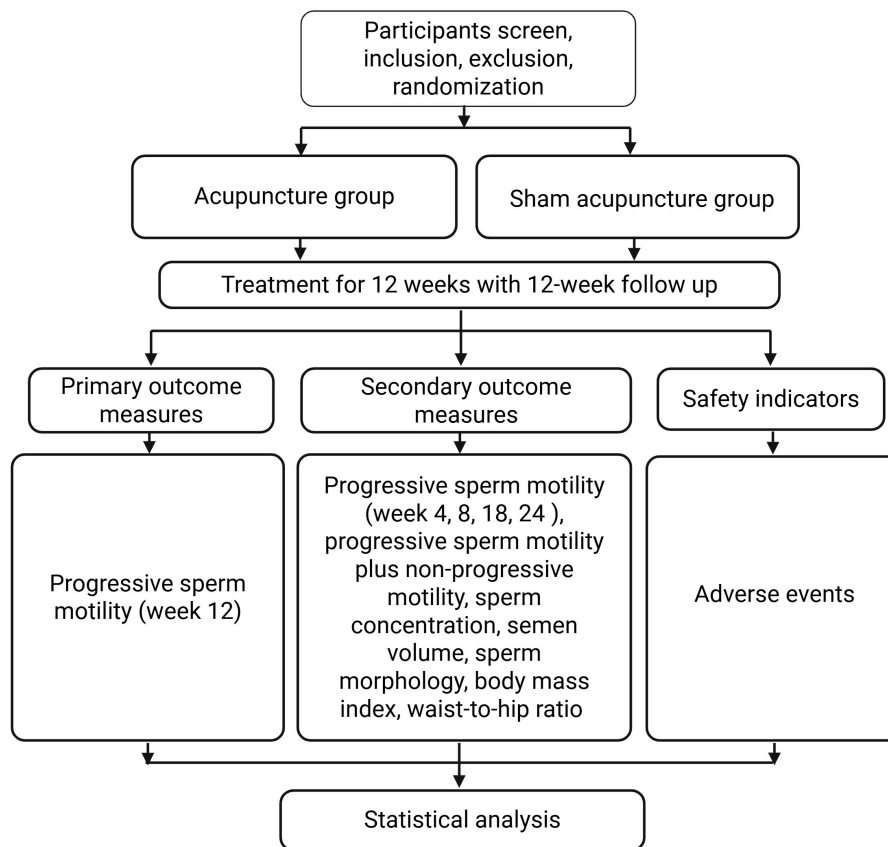 Participants screen,
inclusion, exclusion,
randomization
Acupuncture group
Sham acupuncture group
Treatment for 12 weeks with 12-week follow up
Primary outcome
measures
Secondary outcome
measures
Safety indicators
Progressive sperm
motility (week 12)
Progressive sperm motility
(week 4, 8, 18, 24 ),
progressive sperm motility
plus non-progressive
motility, sperm
concentration, semen
volume, sperm
morphology, body mass
index, waist-to-hip ratio
Adverse events
Statistical analysis